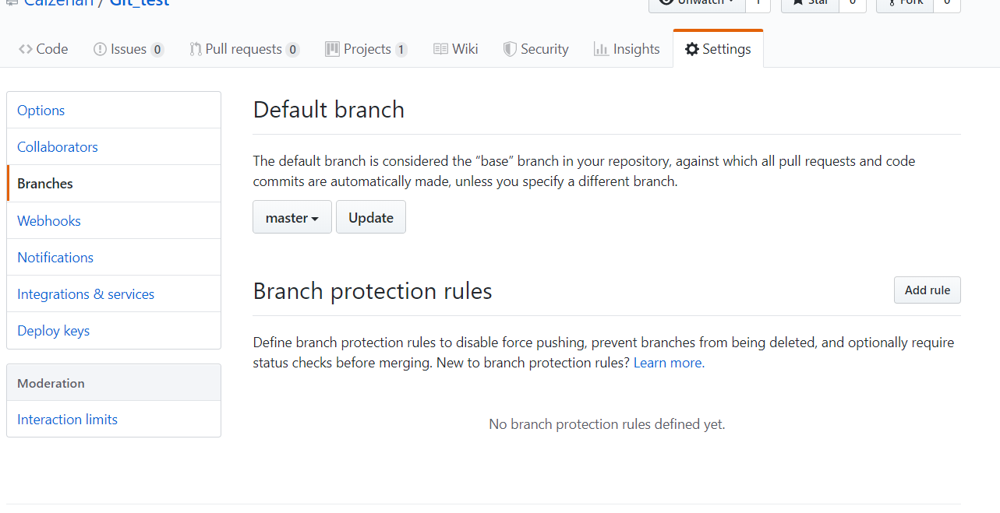 Caizenan / Git_test
Unwatch 1 Star 0 Fork 0
Code Issues 0 Pull requests 0 Projects 1 Wiki Security Insights Settings
Options
Collaborators
Branches
Webhooks
Notifications
Integrations & services
Deploy keys
Moderation
Interaction limits
Default branch
The default branch is considered the “base” branch in your repository, against which all pull requests and code
commits are automatically made, unless you specify a different branch.
master Update
Branch protection rules
Add rule
Define branch protection rules to disable force pushing, prevent branches from being deleted, and optionally require
status checks before merging. New to branch protection rules? Learn more.
No branch protection rules defined yet.